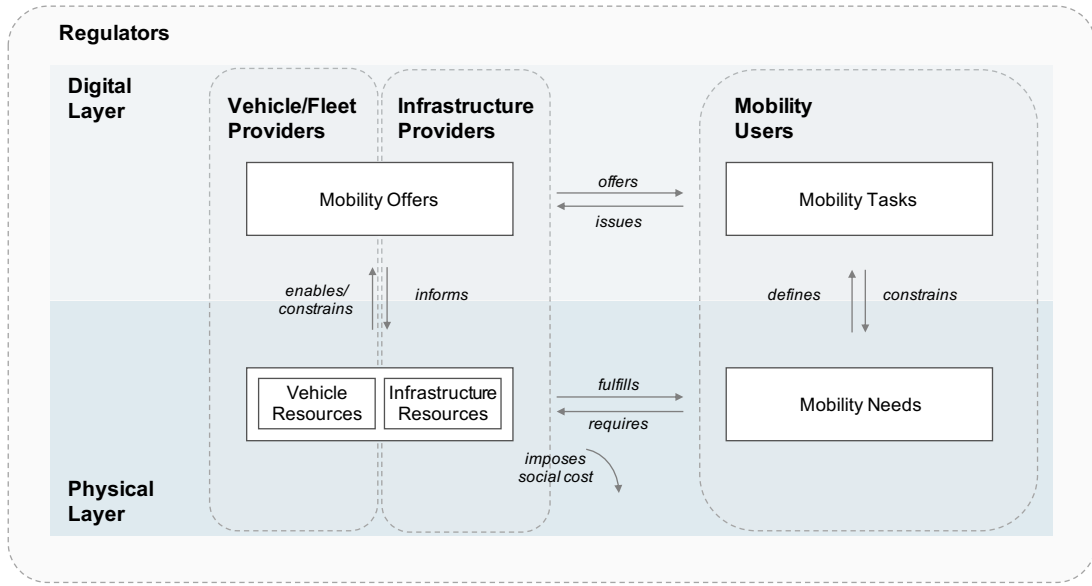 Regulators
Digital
Layer
Vehicle/Fleet
Providers
Infrastructure
Providers
Mobility
Users
Mobility Offers
offers
issues
Mobility Tasks
enables/
constrains
informs
defines
constrains
Vehicle
Resources
Infrastructure
Resources
fulfills
requires
Mobility Needs
imposes
social cost
Physical
Layer